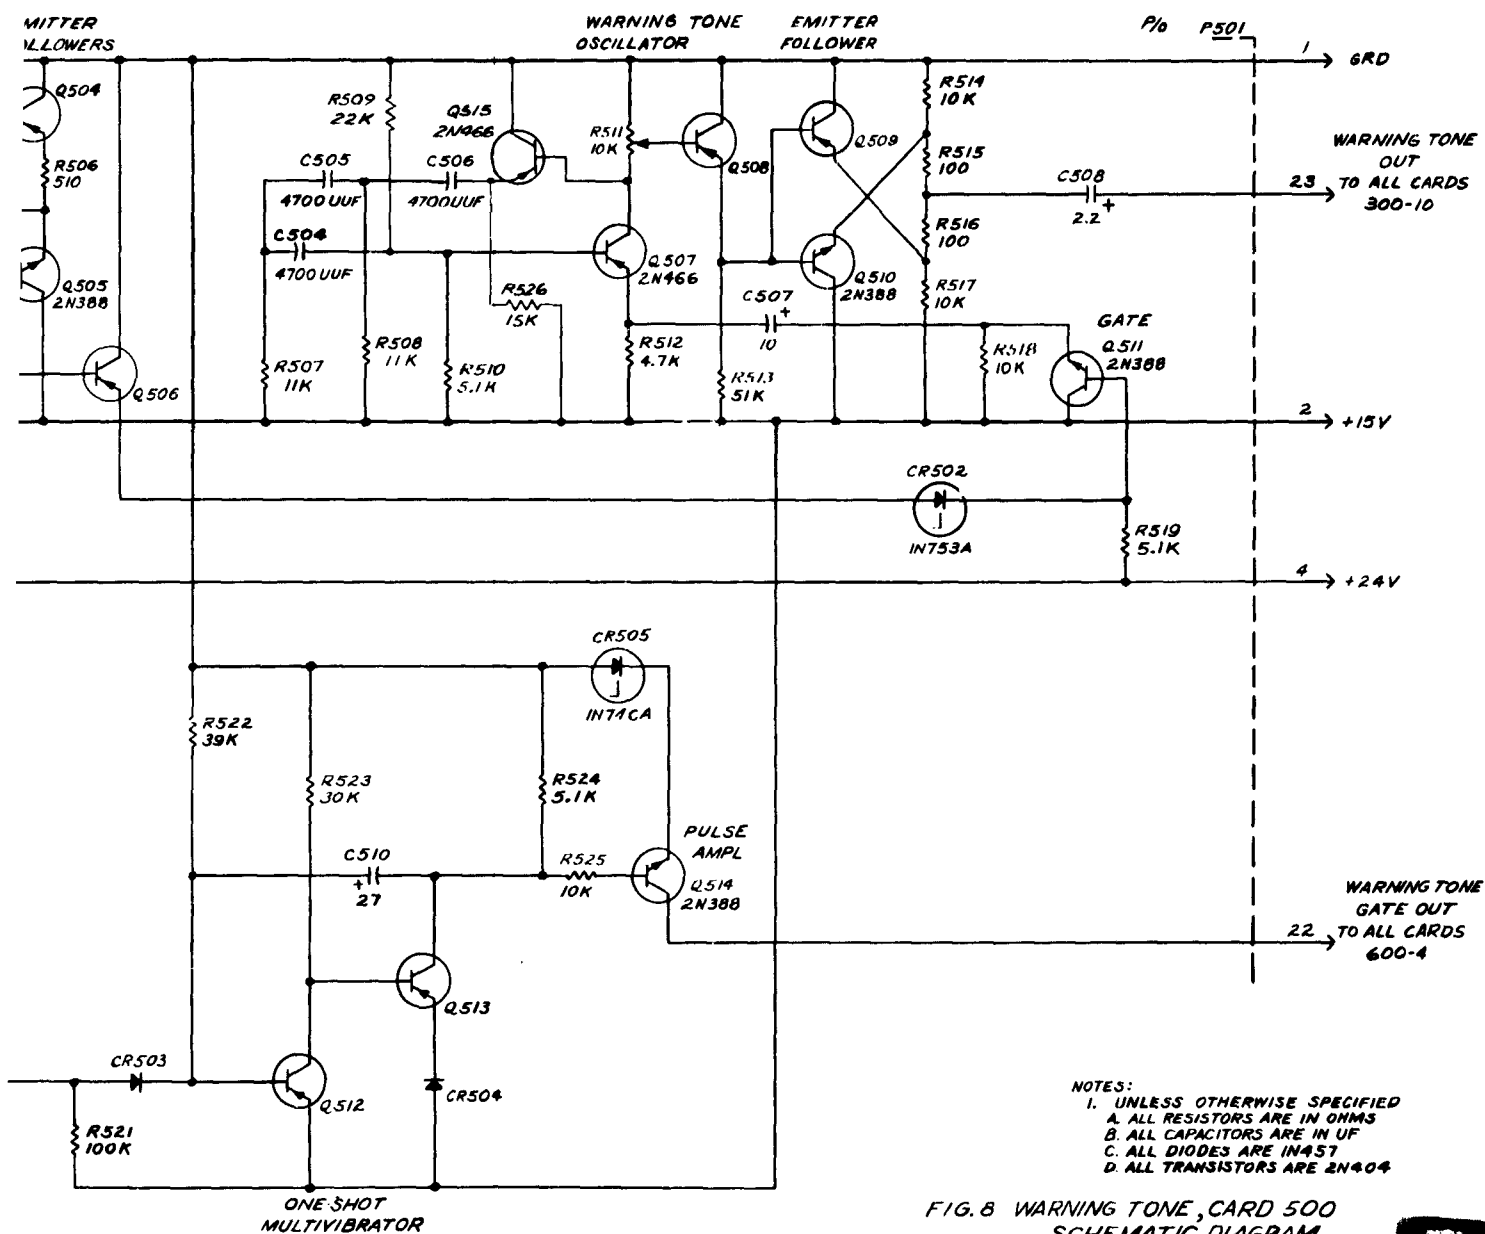 MITTER
LLOWERS
WARNING TONE
OSCILLATOR
EMITTER
FOLLOWER
P/O P501
1 GRD
Q504
R506
510
Q505
2N388
Q506
R509
22K
Q515
2N466
C505
4700 UUF
C506
4700 UUF
C504
4700 UUF
R507
11K
R508
11K
R510
5.1K
R526
15K
R511
10K
Q507
2N466
R512
4.7K
Q508
R513
51K
Q509
Q510
2N388
C507
+
10
R514
10K
R515
100
R516
100
R517
10K
C508
2.2 +
R518
10K
GATE
Q511
2N388
WARNING TONE
OUT
23 TO ALL CARDS
300-10
2 +15V
CR502
IN753A
R519
5.1K
4 +24V
CR505
R522
39K
R523
30K
R524
5.1K
C510
+
27
R525
10K
PULSE
AMPL
Q514
2N388
WARNING TONE
GATE OUT
22 TO ALL CARDS
600-4
Q513
CR503
Q512
CR504
R521
100K
ONE SHOT
MULTIVIBRATOR
NOTES:
1. UNLESS OTHERWISE SPECIFIED
A. ALL RESISTORS ARE IN OHMS
B. ALL CAPACITORS ARE IN UF
C. ALL DIODES ARE IN457
D. ALL TRANSISTORS ARE 2N404
FIG. 8 WARNING TONE, CARD 500
SCHEMATIC DIAGRAM